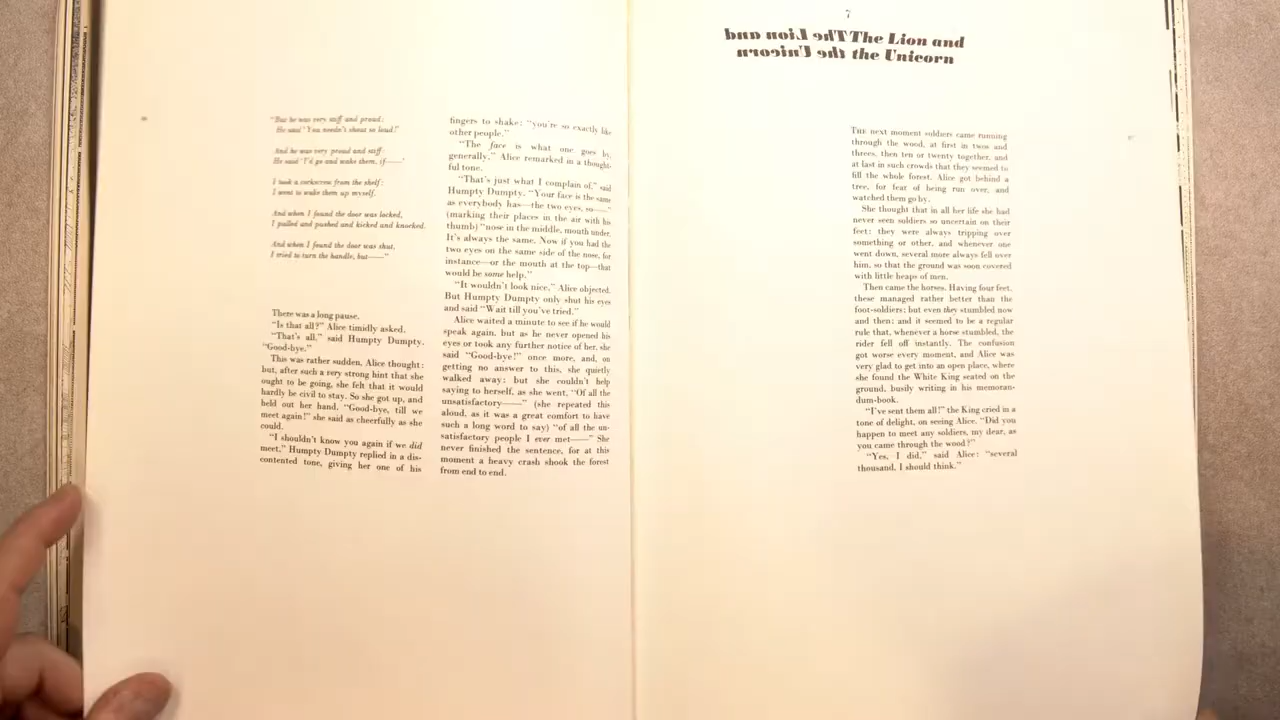 "But he was very stiff and proud:
He said 'You needn't shout so loud!'
And he was very proud and stiff:
He said 'I'd go and wake them, if——'
I took a corkscrew from the shelf:
I went to wake them up myself.
And when I found the door was locked,
I pulled and pushed and kicked and knocked.
And when I found the door was shut,
I tried to turn the handle, but——"
There was a long pause.
"Is that all?" Alice timidly asked.
"That's all," said Humpty Dumpty.
"Good-bye."
This was rather sudden, Alice thought:
but, after such a very strong hint that she
ought to be going, she felt that it would
hardly be civil to stay. So she got up, and
held out her hand. "Good-bye, till we
meet again!" she said as cheerfully as she
could.
"I shouldn't know you again if we did
meet," Humpty Dumpty replied in a dis-
contented tone, giving her one of his
fingers to shake: "you're so exactly like
other people."
"The face is what one goes by,
generally," Alice remarked in a thought-
ful tone.
"That's just what I complain of," said
Humpty Dumpty. "Your face is the same
as everybody has—the two eyes, so——"
(marking their places in the air with his
thumb) "nose in the middle, mouth under.
It's always the same. Now if you had the
two eyes on the same side of the nose, for
instance—or the mouth at the top—that
would be some help."
"It wouldn't look nice," Alice objected.
But Humpty Dumpty only shut his eyes
and said "Wait till you've tried."
Alice waited a minute to see if he would
speak again, but as he never opened his
eyes or took any further notice of her, she
said "Good-bye!" once more, and, on
getting no answer to this, she quietly
walked away: but she couldn't help
saying to herself, as she went, "Of all the
unsatisfactory——" (she repeated this
aloud, as it was a great comfort to have
such a long word to say) "of all the un-
satisfactory people I ever met——" She
never finished the sentence, for at this
moment a heavy crash shook the forest
from end to end.
7
The Lion and The Lion and
the Unicorn the Unicorn
THE next moment soldiers came running
through the wood, at first in twos and
threes, then ten or twenty together, and
at last in such crowds that they seemed to
fill the whole forest. Alice got behind a
tree, for fear of being run over, and
watched them go by.
She thought that in all her life she had
never seen soldiers so uncertain on their
feet: they were always tripping over
something or other, and whenever one
went down, several more always fell over
him, so that the ground was soon covered
with little heaps of men.
Then came the horses. Having four feet,
these managed rather better than the
foot-soldiers; but even they stumbled now
and then; and it seemed to be a regular
rule that, whenever a horse stumbled, the
rider fell off instantly. The confusion
got worse every moment, and Alice was
very glad to get into an open place, where
she found the White King seated on the
ground, busily writing in his memoran-
dum-book.
"I've sent them all!" the King cried in a
tone of delight, on seeing Alice. "Did you
happen to meet any soldiers, my dear, as
you came through the wood?"
"Yes, I did," said Alice: "several
thousand, I should think."